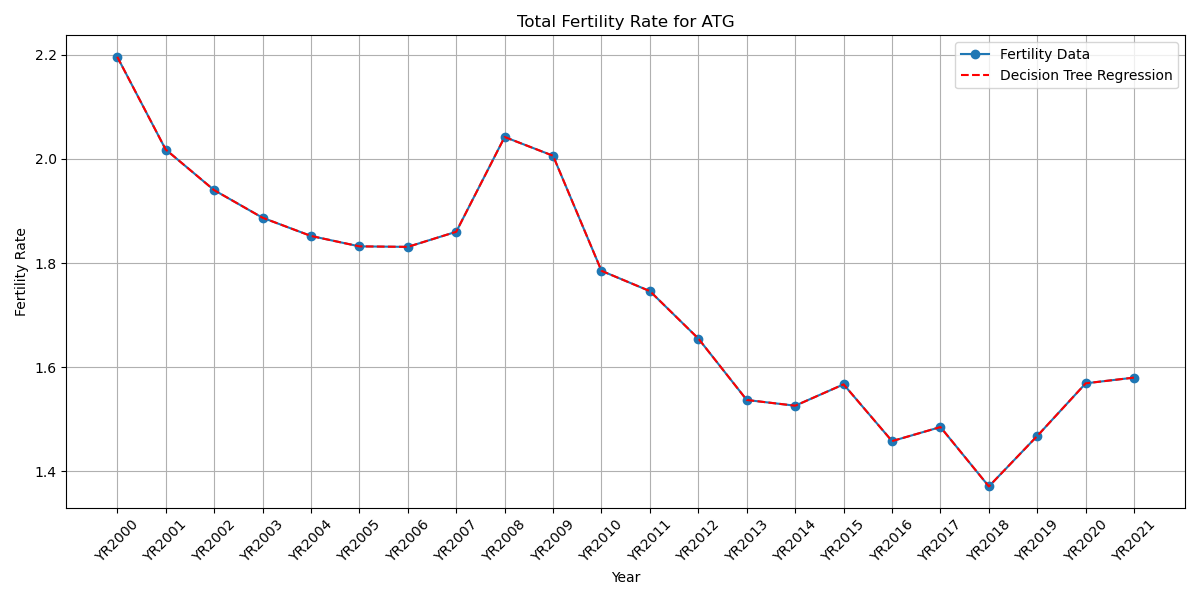 Total Fertility Rate for ATG
Fertility Data
Decision Tree Regression
Fertility Rate
2.2
2.0
1.8
1.6
1.4
YR2000
YR2001
YR2002
YR2003
YR2004
YR2005
YR2006
YR2007
YR2008
YR2009
YR2010
YR2011
YR2012
YR2013
YR2014
YR2015
YR2016
YR2017
YR2018
YR2019
YR2020
YR2021
Year